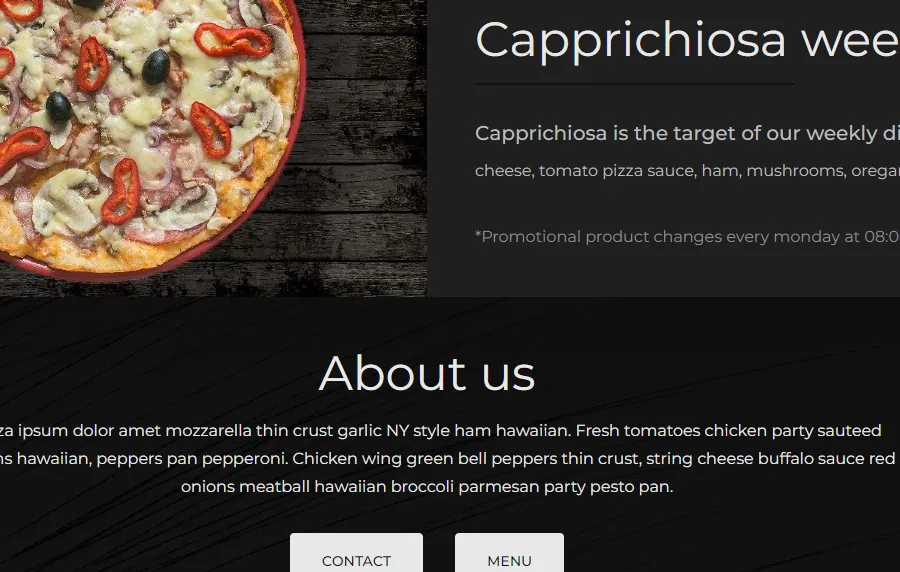 Capprichiosa wee
Capprichiosa is the target of our weekly di
cheese, tomato pizza sauce, ham, mushrooms, oregan
*Promotional product changes every monday at 08:0
About us
za ipsum dolor amet mozzarella thin crust garlic NY style ham hawaiian. Fresh tomatoes chicken party sauteed
ns hawaiian, peppers pan pepperoni. Chicken wing green bell peppers thin crust, string cheese buffalo sauce red
onions meatball hawaiian broccoli parmesan party pesto pan.
CONTACT MENU